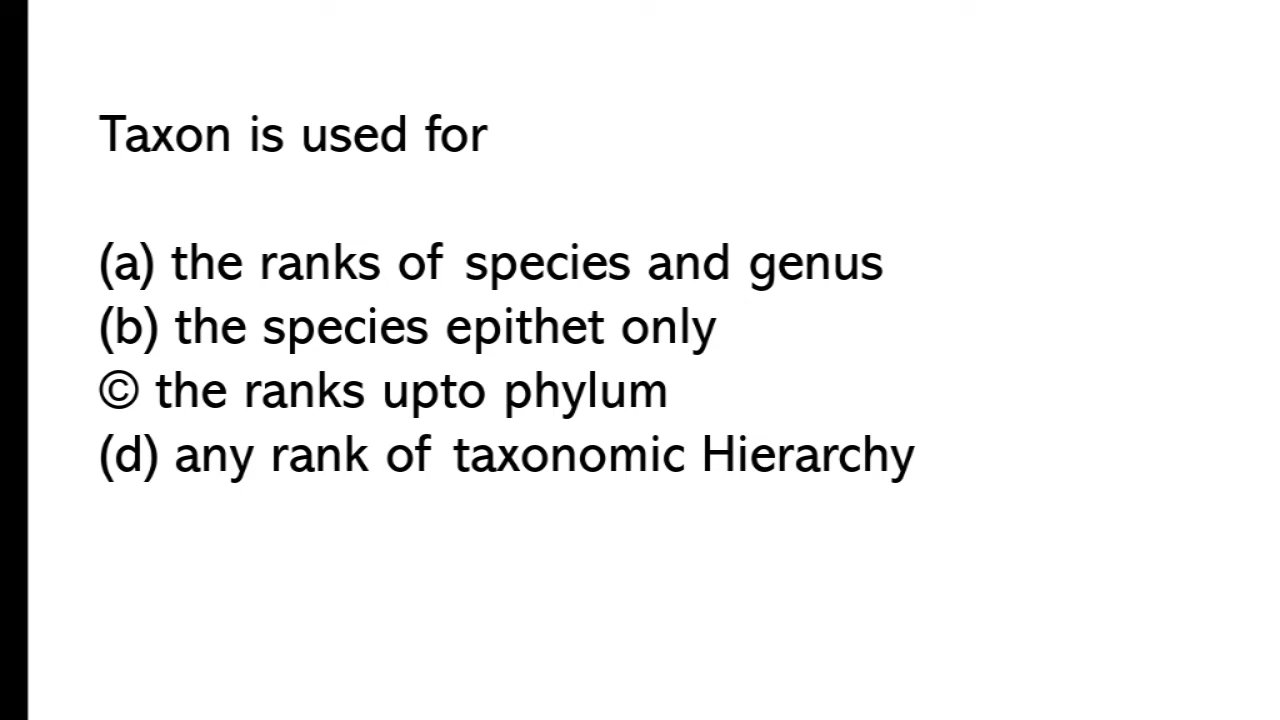 Taxon is used for
(a) the ranks of species and genus
(b) the species epithet only
© the ranks upto phylum
(d) any rank of taxonomic Hierarchy